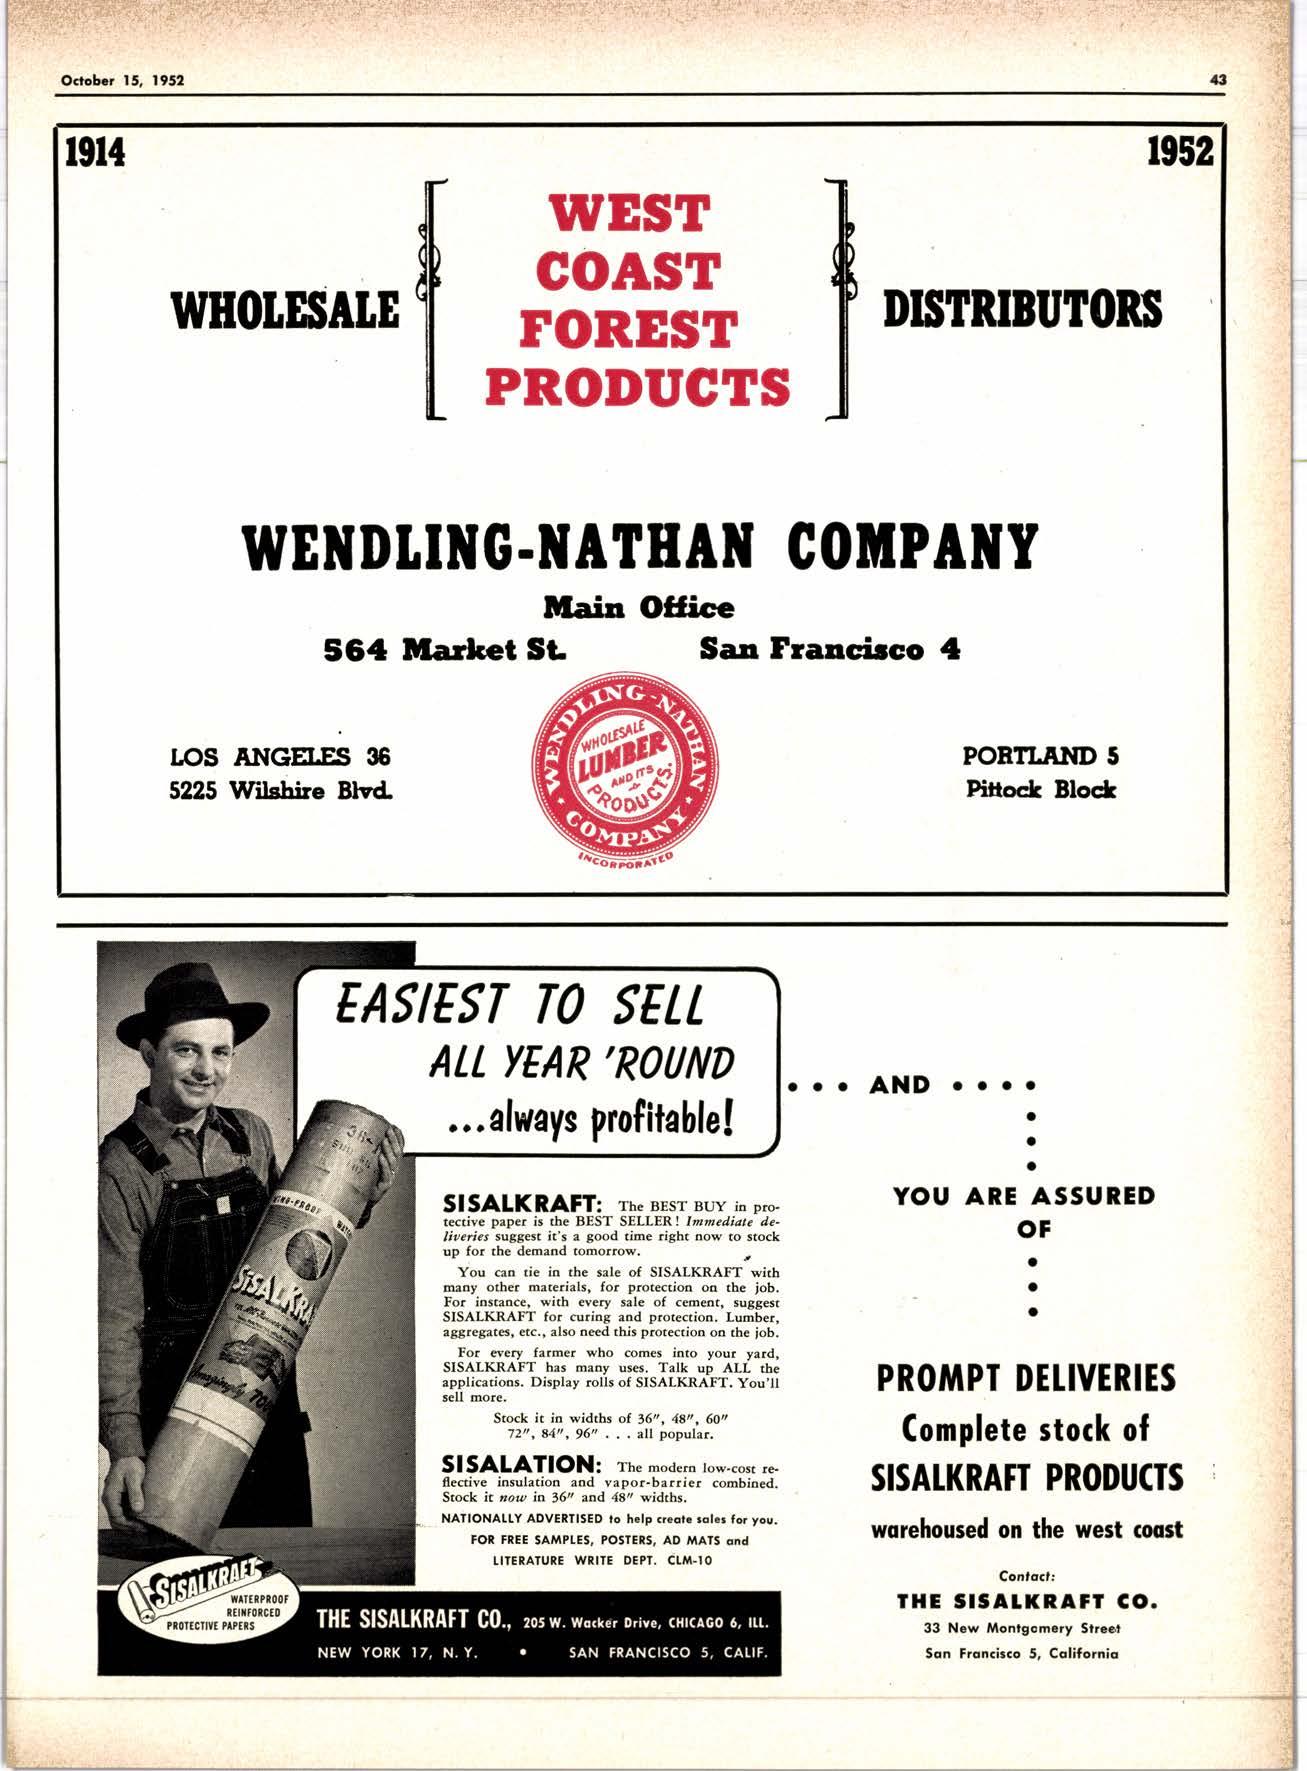 October 15, 1952
43
1914
1952
WHOLESALE
WEST
COAST
FOREST
PRODUCTS
DISTRIBUTORS
WENDLING-NATHAN COMPANY
Main Office
564 Market St. San Francisco 4
LOS ANGELES 36
5225 Wilshire Blvd.
WENDLING-NATHAN
COMPANY
INCORPORATED
WHOLESALE
LUMBER
AND ITS
PRODUCTS.
PORTLAND 5
Pittock Block
EASIEST TO SELL
ALL YEAR 'ROUND
...always profitable!
SISALKRAFT: The BEST BUY in pro-
tective paper is the BEST SELLER! Immediate de-
liveries suggest it's a good time right now to stock
up for the demand tomorrow.
You can tie in the sale of SISALKRAFT with
many other materials, for protection on the job.
For instance, with every sale of cement, suggest
SISALKRAFT for curing and protection. Lumber,
aggregates, etc., also need this protection on the job.
For every farmer who comes into your yard,
SISALKRAFT has many uses. Talk up ALL the
applications. Display rolls of SISALKRAFT. You'll
sell more.
Stock it in widths of 36", 48", 60"
72", 84", 96" . . . all popular.
SISALATION: The modern low-cost re-
flective insulation and vapor-barrier combined.
Stock it now in 36" and 48" widths.
NATIONALLY ADVERTISED to help create sales for you.
FOR FREE SAMPLES, POSTERS, AD MATS and
LITERATURE WRITE DEPT. CLM-10
SISALKRAFT
WATERPROOF
REINFORCED
PROTECTIVE PAPERS
THE SISALKRAFT CO., 205 W. Wacker Drive, CHICAGO 6, ILL.
NEW YORK 17, N. Y. • SAN FRANCISCO 5, CALIF.
. . . AND . . . .
YOU ARE ASSURED
OF
PROMPT DELIVERIES
Complete stock of
SISALKRAFT PRODUCTS
warehoused on the west coast
Contact:
THE SISALKRAFT CO.
33 New Montgomery Street
San Francisco 5, California